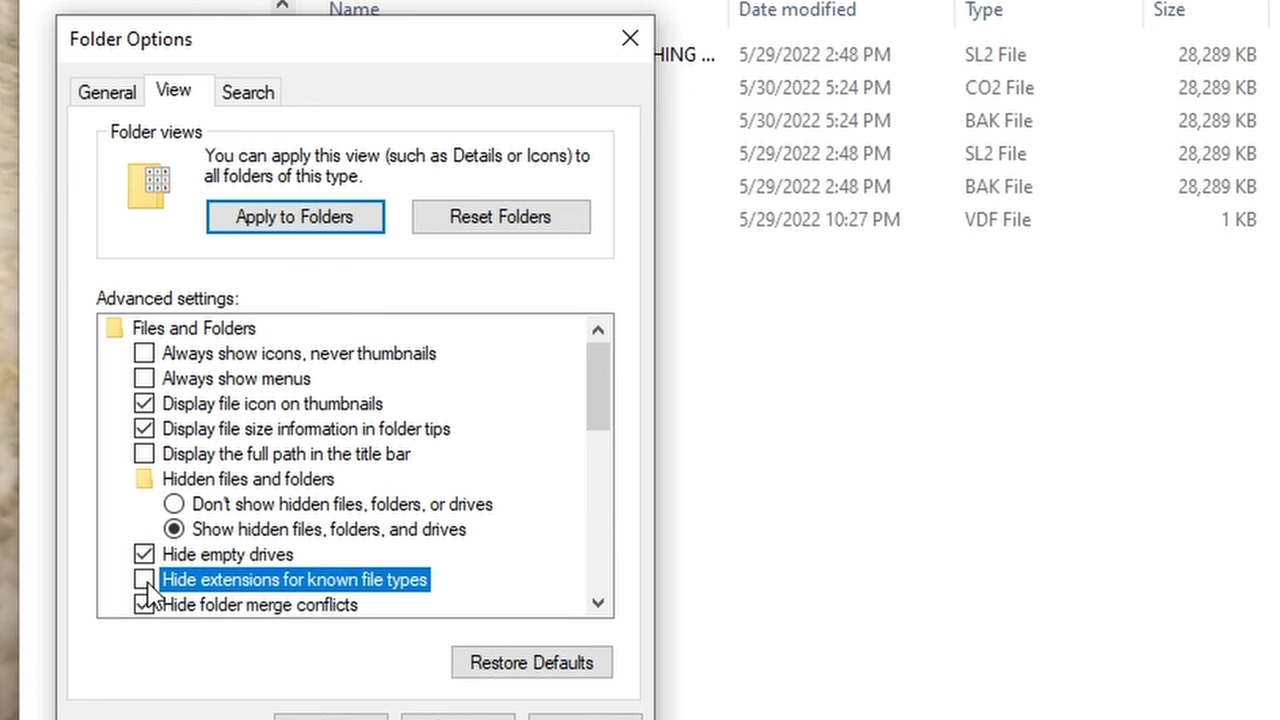 Name Date modified Type Size
Folder Options
HING ... 5/29/2022 2:48 PM SL2 File 28,289 KB
5/30/2022 5:24 PM CO2 File 28,289 KB
5/30/2022 5:24 PM BAK File 28,289 KB
5/29/2022 2:48 PM SL2 File 28,289 KB
5/29/2022 2:48 PM BAK File 28,289 KB
5/29/2022 10:27 PM VDF File 1 KB
General View Search
Folder views
You can apply this view (such as Details or Icons) to
all folders of this type.
Apply to Folders Reset Folders
Advanced settings:
Files and Folders
Always show icons, never thumbnails
Always show menus
Display file icon on thumbnails
Display file size information in folder tips
Display the full path in the title bar
Hidden files and folders
Don't show hidden files, folders, or drives
Show hidden files, folders, and drives
Hide empty drives
Hide extensions for known file types
Hide folder merge conflicts
Restore Defaults